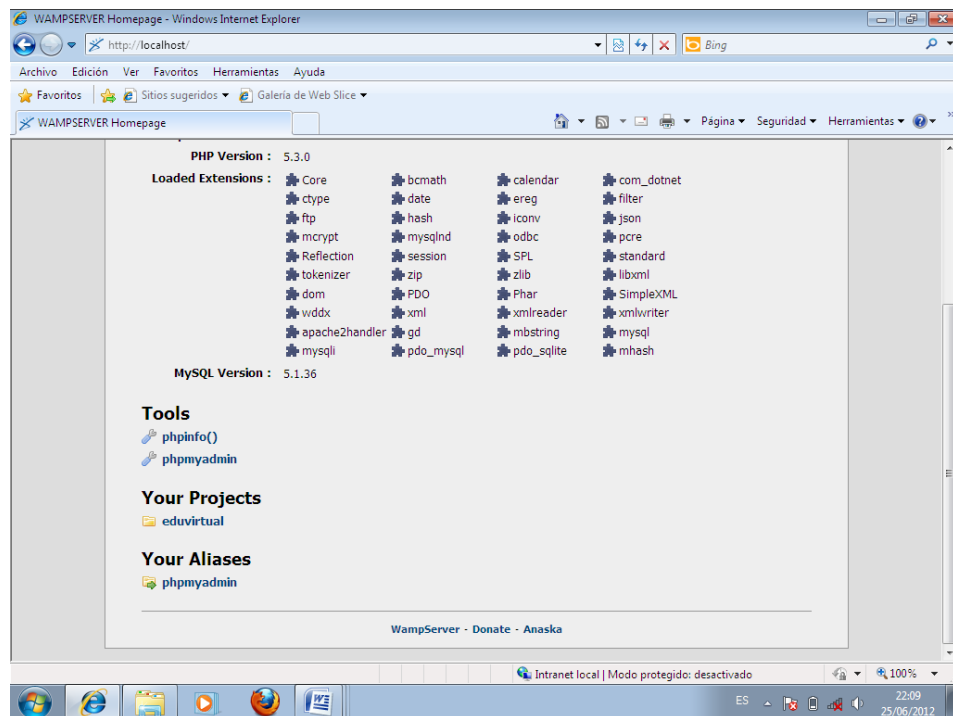 WAMPSERVER Homepage - Windows Internet Explorer
http://localhost/
Bing
Archivo Edición Ver Favoritos Herramientas Ayuda
Favoritos Sitios sugeridos Galería de Web Slice
WAMPSERVER Homepage Página Seguridad Herramientas
PHP Version : 5.3.0
Loaded Extensions : Core bcmath calendar com_dotnet
ctype date ereg filter
ftp hash iconv json
mcrypt mysqlnd odbc pcre
Reflection session SPL standard
tokenizer zip zlib libxml
dom PDO Phar SimpleXML
wddx xml xmlreader xmlwriter
apache2handler gd mbstring mysql
mysqli pdo_mysql pdo_sqlite mhash
MySQL Version : 5.1.36
Tools
phpinfo()
phpmyadmin
Your Projects
eduvirtual
Your Aliases
phpmyadmin
WampServer - Donate - Anaska
Intranet local | Modo protegido: desactivado 100%
ES 22:09
25/06/2012